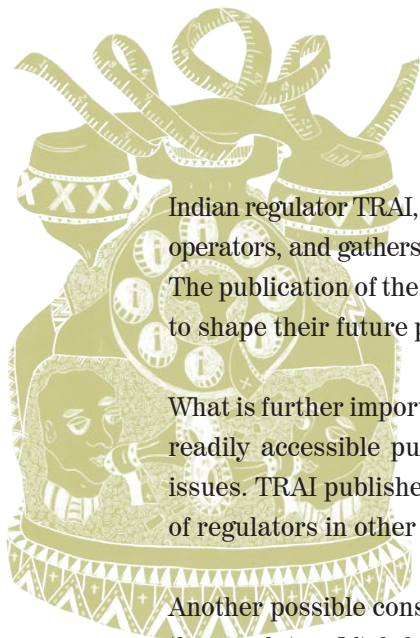 X X X X
i i i i i i i i
Indian regulator TRAI,
operators, and gathers
The publication of the
to shape their future p
What is further impor
readily accessible pu
issues. TRAI publishe
of regulators in other
Another possible cons